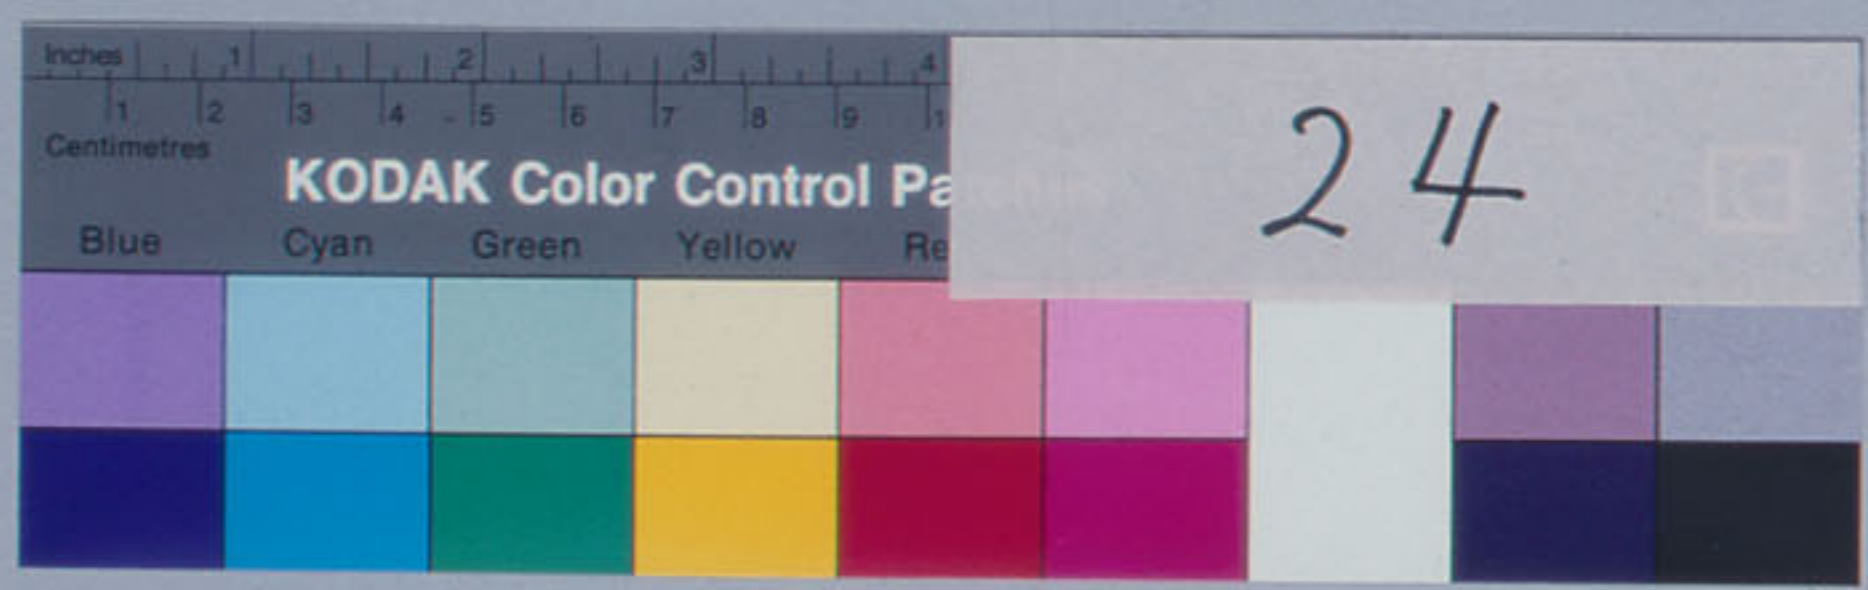 Inches 1 2 3 4
1 2 3 4 5 6 7 8 9 1
Centimetres
KODAK Color Control Pa
Blue Cyan Green Yellow Re
24